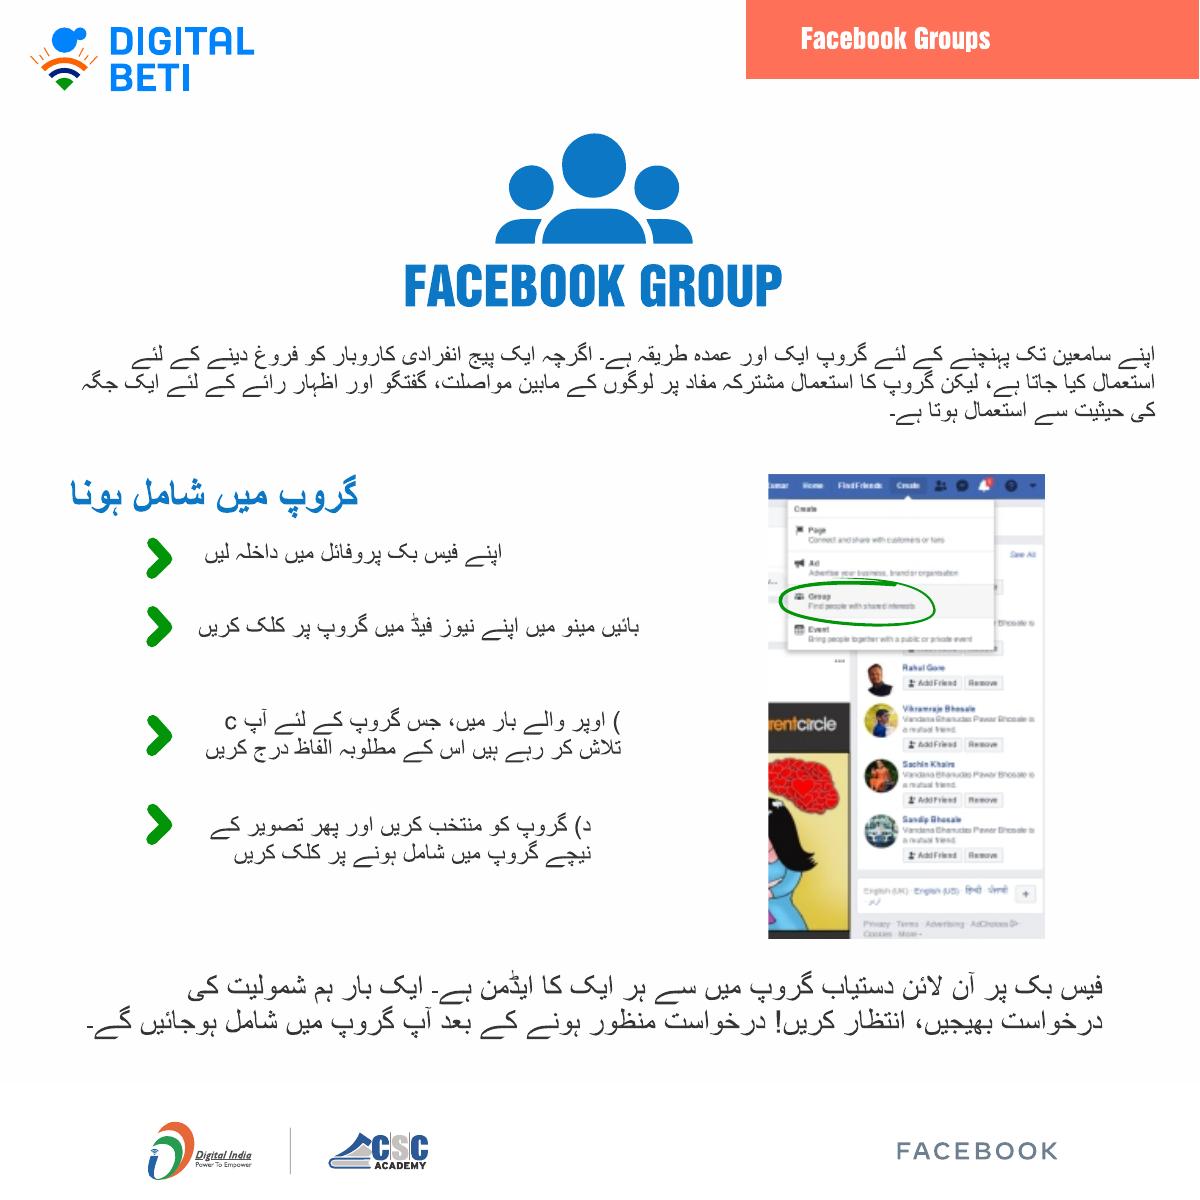 DIGITAL
BETI
Facebook Groups
FACEBOOK GROUP
اپنے سامعین تک پہنچنے کے لئے گروپ ایک اور عمدہ طریقہ ہے۔ اگرچہ ایک پیج انفرادی کاروبار کو فروغ دینے کے لئے
استعمال کیا جاتا ہے، لیکن گروپ کا استعمال مشترکہ مفاد پر لوگوں کے مابین مواصلت، گفتگو اور اظہار رائے کے لئے ایک جگہ
کی حیثیت سے استعمال ہوتا ہے۔
گروپ میں شامل ہونا
اپنے فیس بک پروفائل میں داخلہ لیں
بائیں مینو میں اپنے نیوز فیڈ میں گروپ پر کلک کریں
) اوپر والے بار میں، جس گروپ کے لئے آپ c
تلاش کر رہے ہیں اس کے مطلوبہ الفاظ درج کریں
د) گروپ کو منتخب کریں اور پھر تصویر کے
نیچے گروپ میں شامل ہونے پر کلک کریں
Home Find Friends Create
Create
Page
Connect and share with customers or fans
Ad
Advertise your business, brand or organisation
Group
Find people with shared interests
Event
Bring people together with a public or private event
See All
Bhosale is
Remove
Rahul Gore
Add Friend Remove
Vikramraje Bhosale
Vandana Bhanudas Pawar Bhosale is
a mutual friend.
Add Friend Remove
Sachin Khaire
Vandana Bhanudas Pawar Bhosale is
a mutual friend.
Add Friend Remove
Sandip Bhosale
Vandana Bhanudas Pawar Bhosale is
a mutual friend.
Add Friend Remove
rentcircle
English (UK) · English (US) · हिन्दी · ਪੰਜਾਬੀ
· اردو
Privacy · Terms · Advertising · AdChoices ·
Cookies · More
فیس بک پر آن لائن دستیاب گروپ میں سے ہر ایک کا ایڈمن ہے۔ ایک بار ہم شمولیت کی
درخواست بھیجیں، انتظار کریں! درخواست منظور ہونے کے بعد آپ گروپ میں شامل ہوجائیں گے۔
Digital India
Power To Empower
CSC
ACADEMY
FACEBOOK